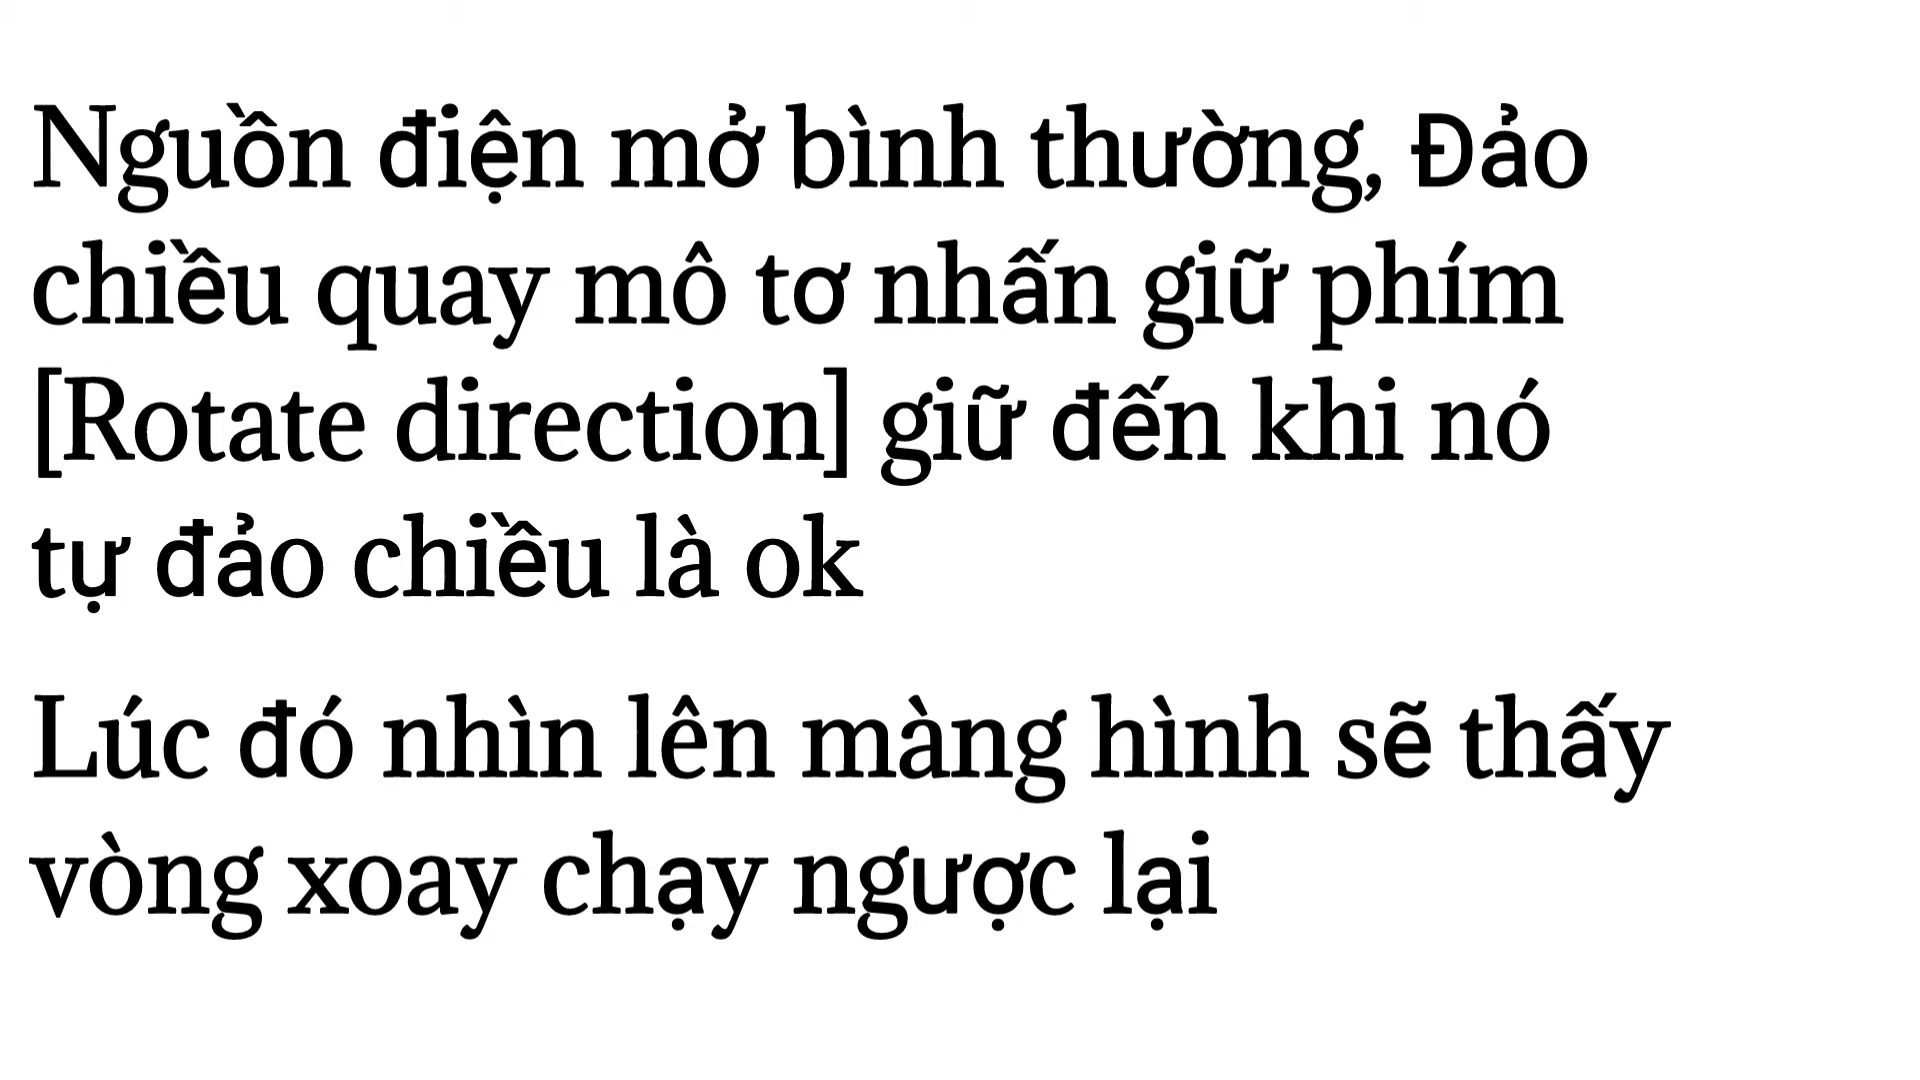 Nguồn điện mở bình thường, Đảo
chiều quay mô tơ nhấn giữ phím
[Rotate direction] giữ đến khi nó
tự đảo chiều là ok
Lúc đó nhìn lên màng hình sẽ thấy
vòng xoay chạy ngược lại